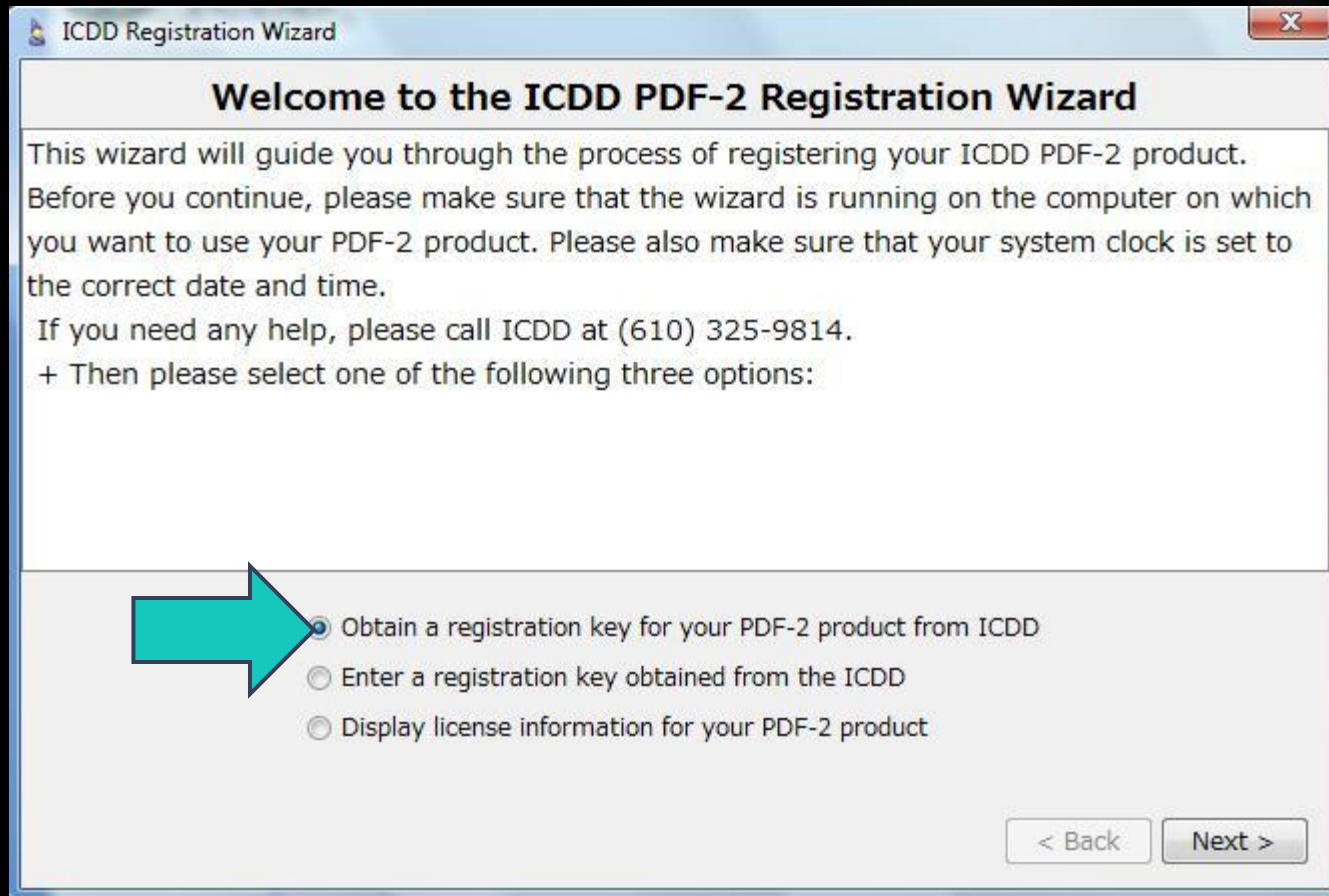 ICDD Registration Wizard
Welcome to the ICDD PDF-2 Registration Wizard
This wizard will guide you through the process of registering your ICDD PDF-2 product.
Before you continue, please make sure that the wizard is running on the computer on which
you want to use your PDF-2 product. Please also make sure that your system clock is set to
the correct date and time.
If you need any help, please call ICDD at (610) 325-9814.
+ Then please select one of the following three options:
Obtain a registration key for your PDF-2 product from ICDD
Enter a registration key obtained from the ICDD
Display license information for your PDF-2 product
< Back Next >